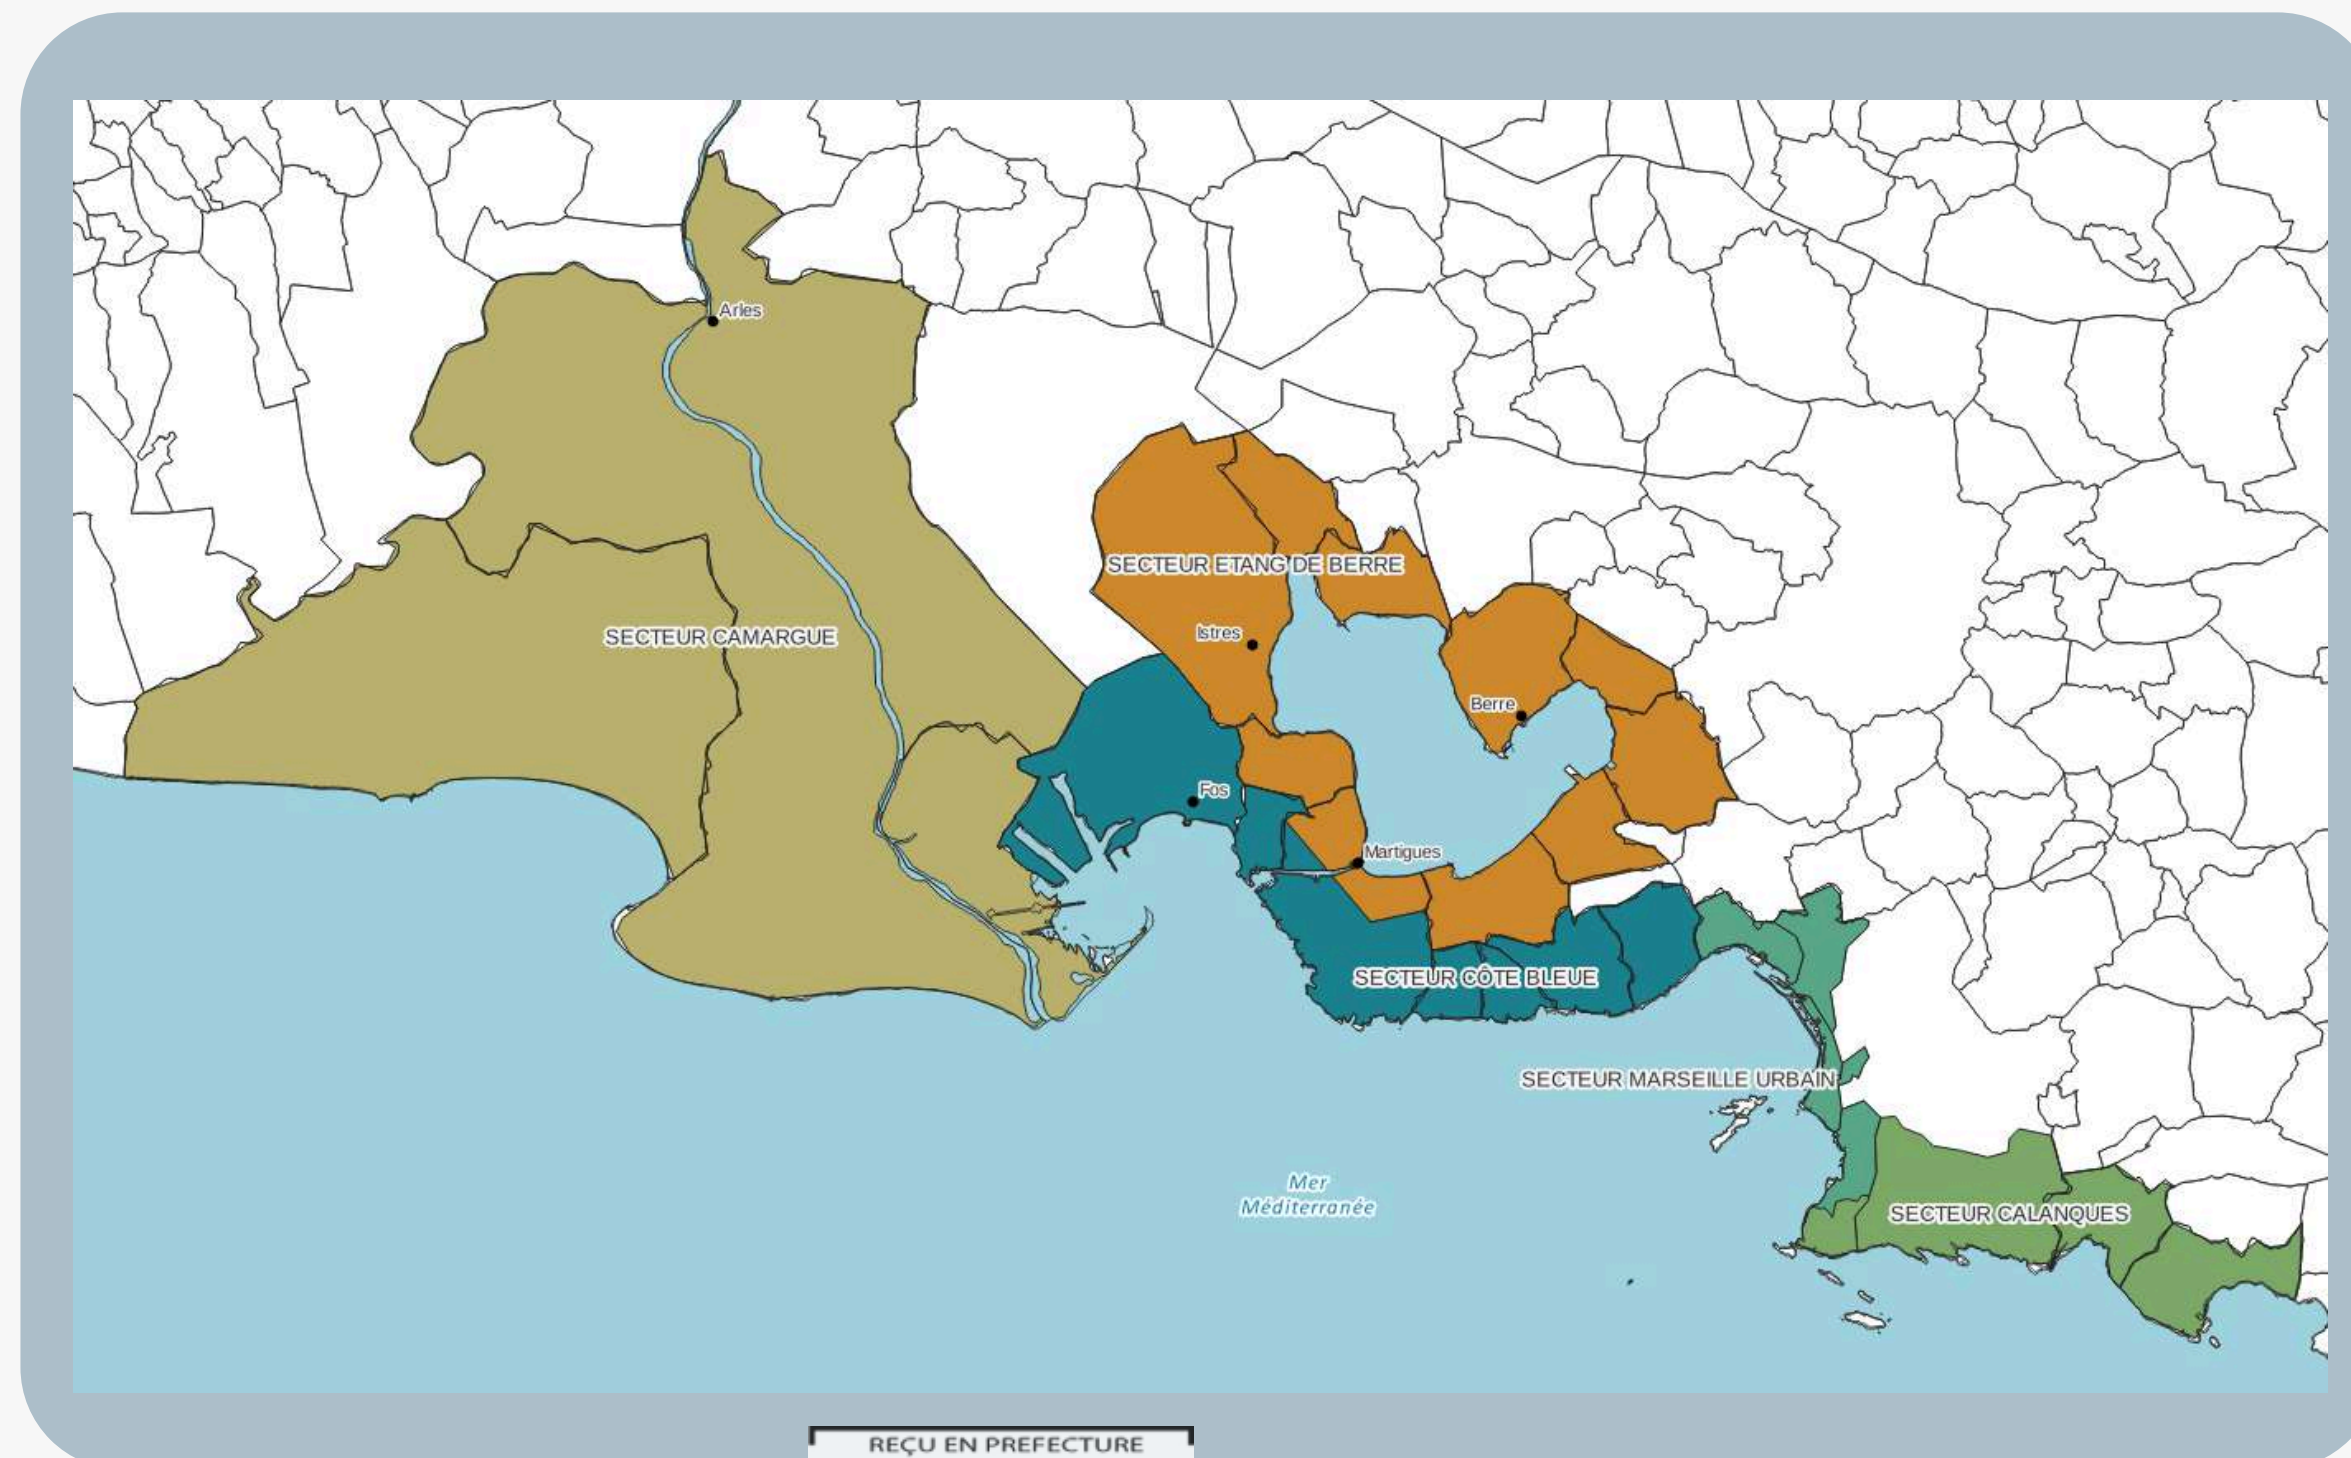 Arles
SECTEUR ETANG DE BERRE
SECTEUR CAMARGUE
Istres
Berre
Fos
Martigues
SECTEUR CÔTE BLEUE
SECTEUR MARSEILLE URBAIN
Mer
Méditerranée
SECTEUR CALANQUES
REÇU EN PREFECTURE